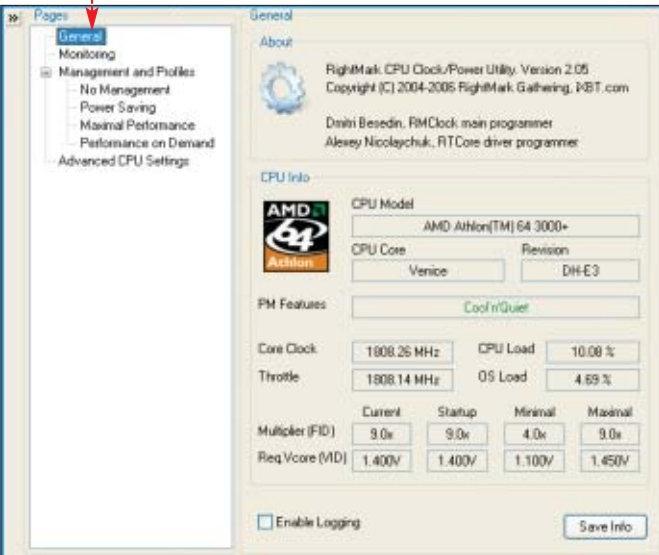 Pages
General
Monitoring
Management and Profiles
No Management
Power Saving
Maximal Performance
Performance on Demand
Advanced CPU Settings
General
About
RightMark CPU Clock/Power Utility. Version 2.05
Copyright (C) 2004-2006 RightMark Gathering, iXBT.com
Dmitri Besedin, RMClock main programmer
Alexey Nicolaychuk, RTCore driver programmer
CPU Info
AMD
64
Athlon
CPU Model
AMD Athlon(TM) 64 3000+
CPU Core Revision
Venice DH-E3
PM Features Cool'n'Quiet
Core Clock 1808.26 MHz CPU Load 10.08 %
Throttle 1808.14 MHz OS Load 4.69 %
Current Startup Minimal Maximal
Multiplier (FID) 9.0x 9.0x 4.0x 9.0x
Req.Vcore (VID) 1.400V 1.400V 1.100V 1.450V
Enable Logging
Save Info